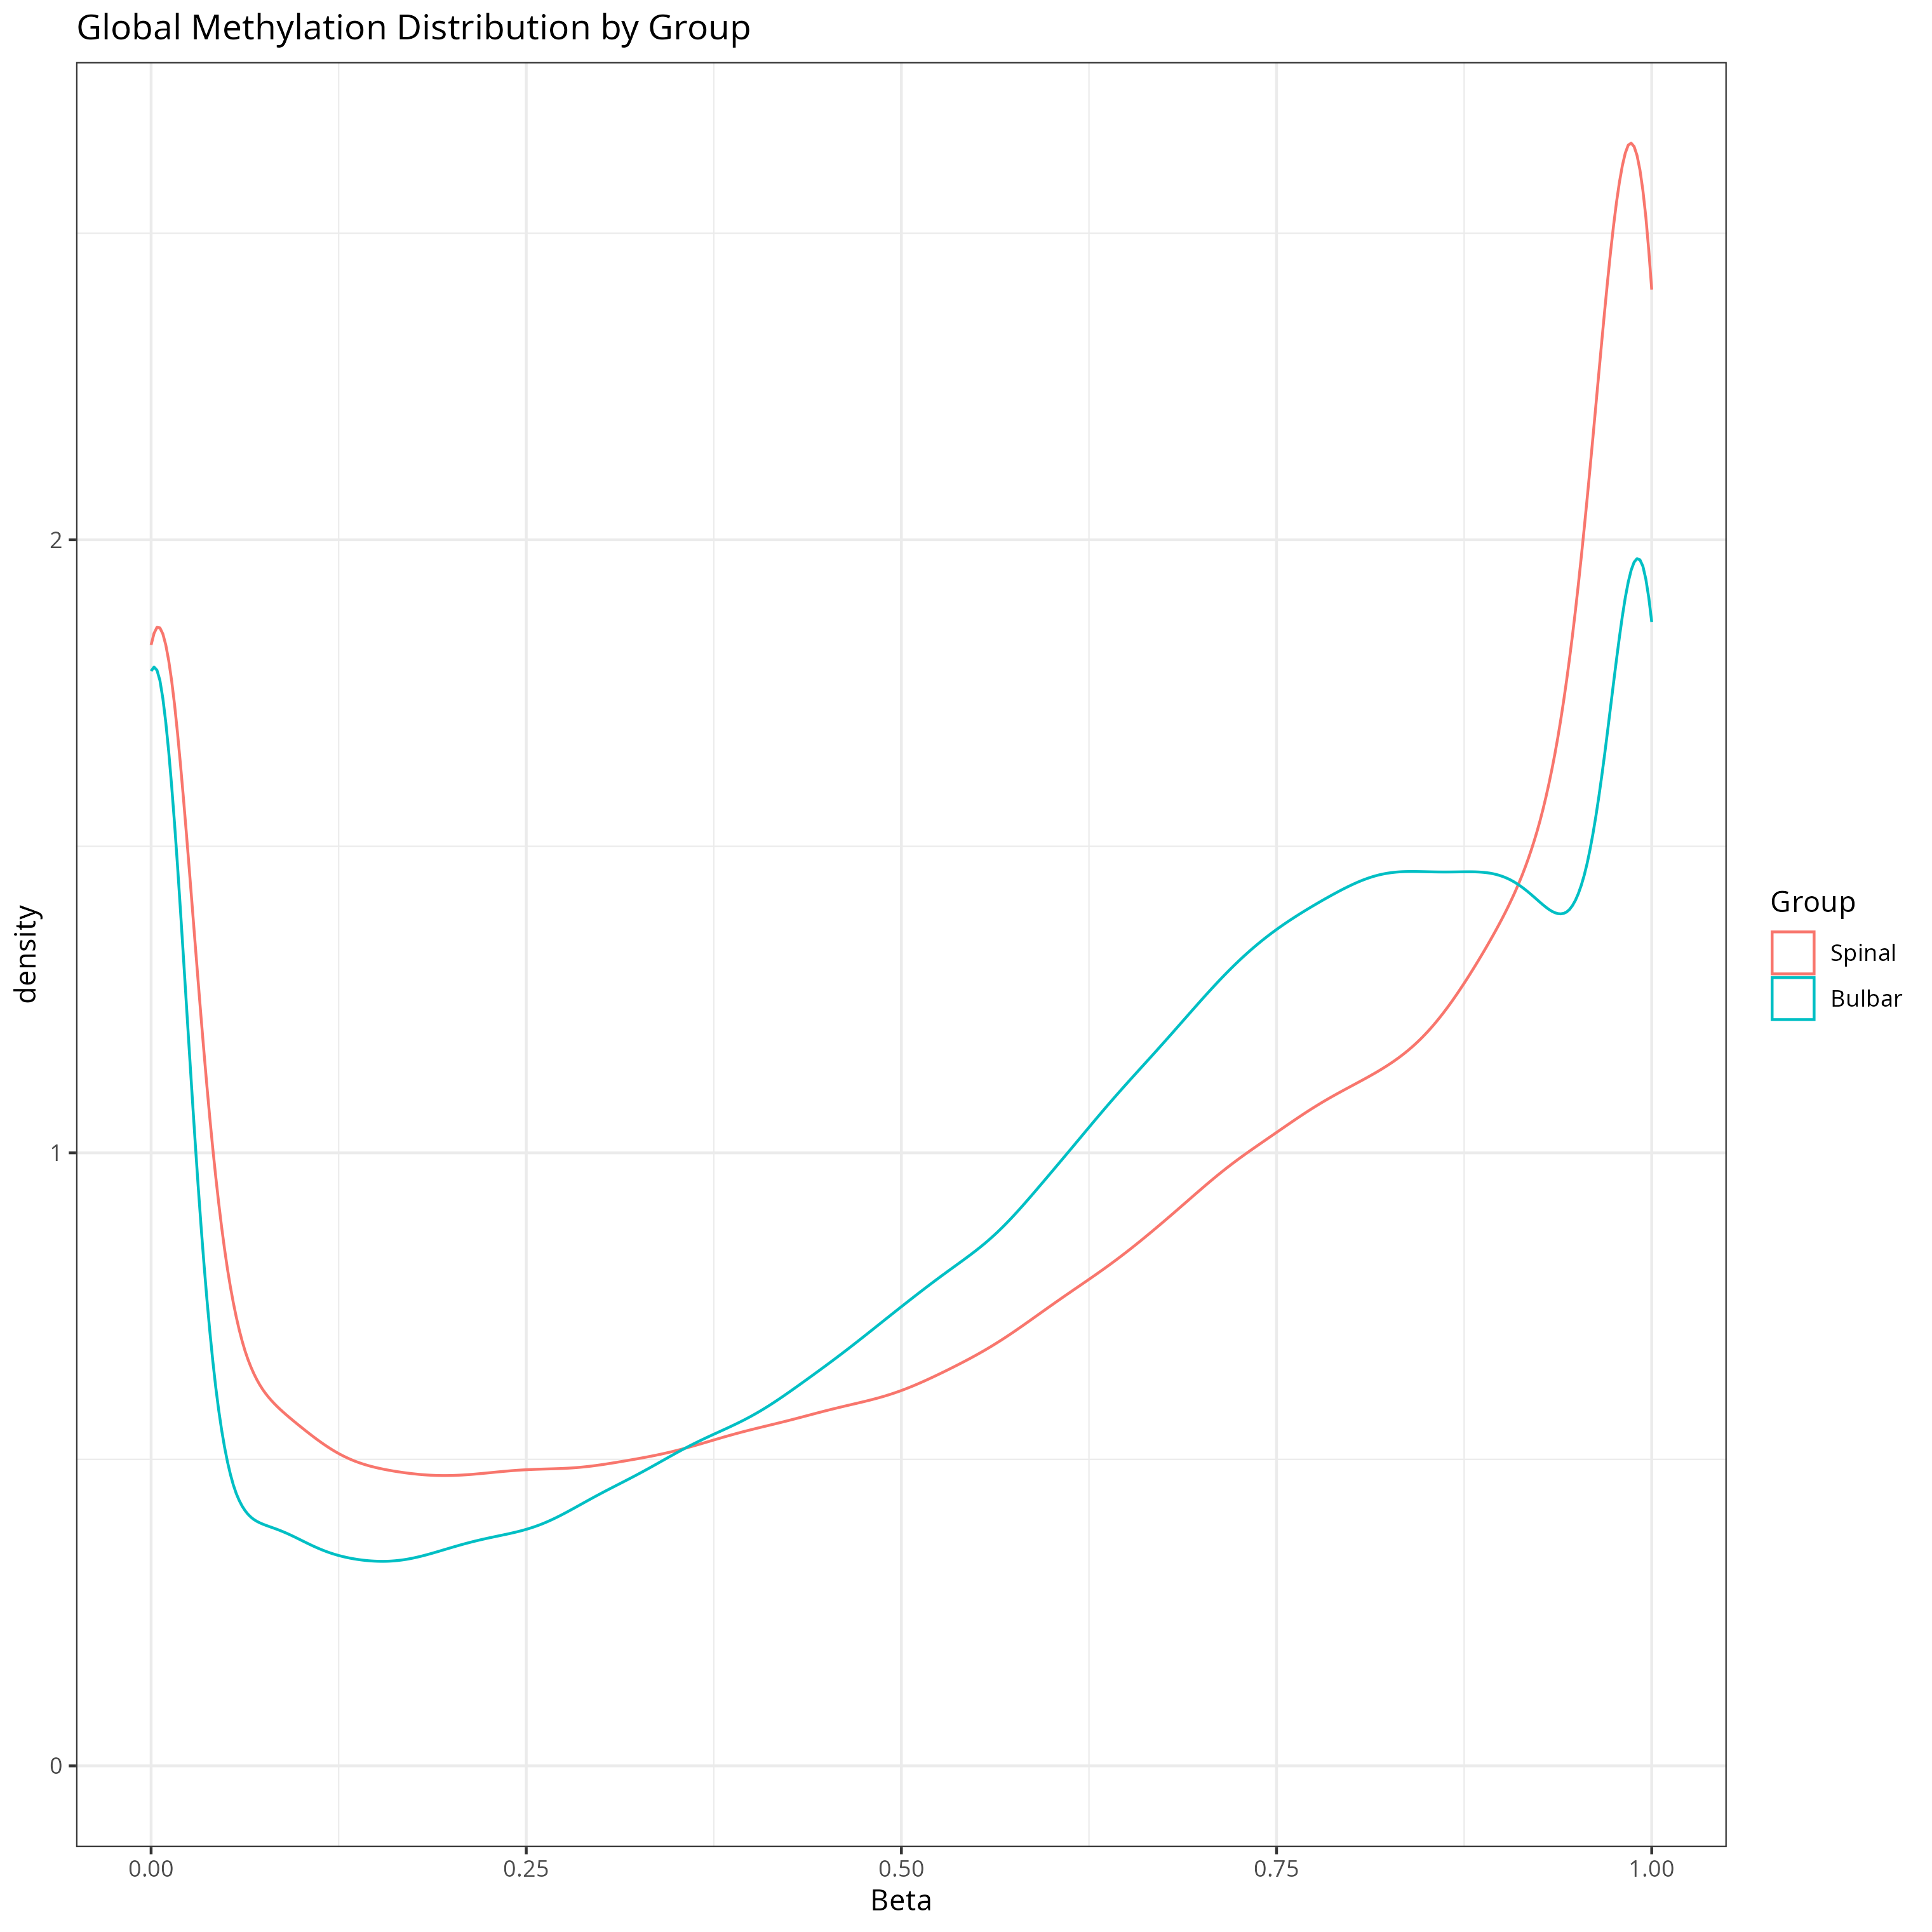 Global Methylation Distribution by Group
2
1
0
density
0.00 0.25 0.50 0.75 1.00
Beta
Group
Spinal
Bulbar